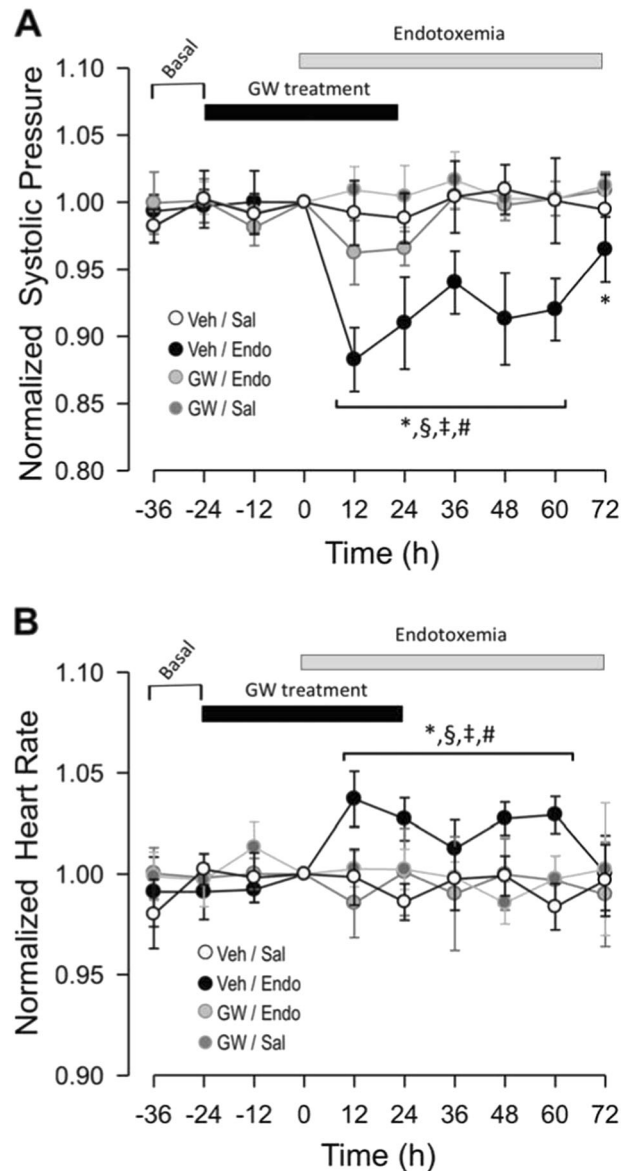 A
Endotoxemia
Basal
GW treatment
Normalized Systolic Pressure
1.10
1.05
1.00
0.95
0.90
0.85
0.80
Veh / Sal
Veh / Endo
GW / Endo
GW / Sal
*
*,§,‡,#
-36 -24 -12 0 12 24 36 48 60 72
Time (h)
B
Endotoxemia
Basal
GW treatment
*,§,‡,#
Normalized Heart Rate
1.10
1.05
1.00
0.95
0.90
Veh / Sal
Veh / Endo
GW / Endo
GW / Sal
-36 -24 -12 0 12 24 36 48 60 72
Time (h)